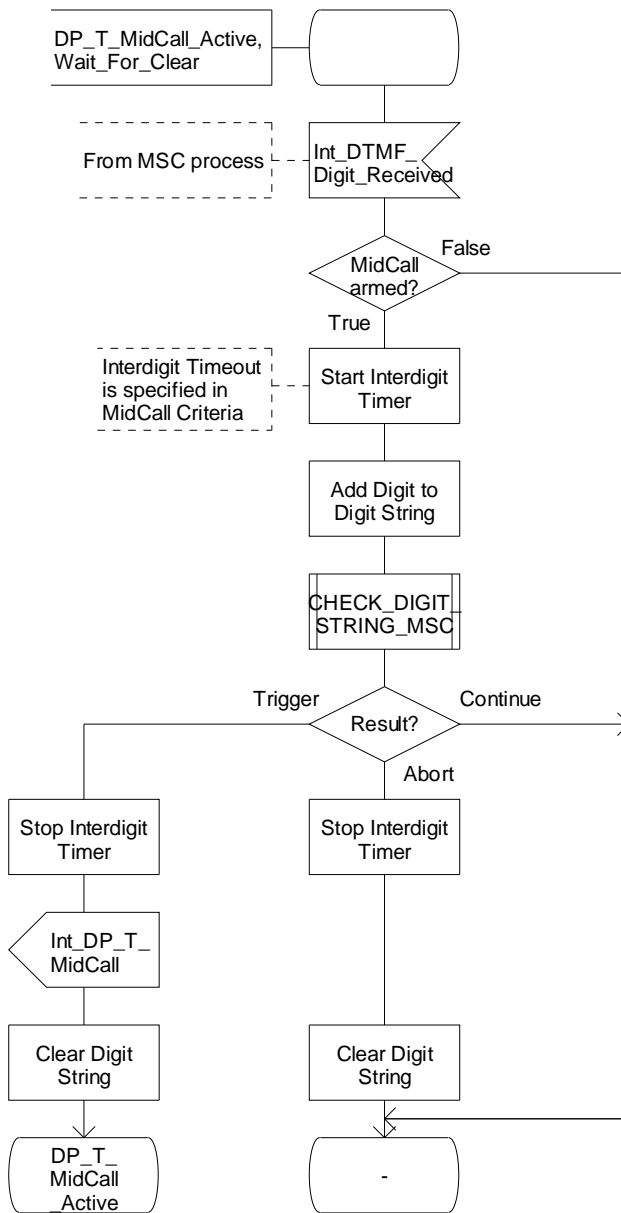 DP_T_MidCall_Active,
Wait_For_Clear
From MSC process
Int_DTMF_
Digit_Received
MidCall
armed?
False
True
Interdigit Timeout
is specified in
MidCall Criteria
Start Interdigit
Timer
Add Digit to
Digit String
CHECK_DIGIT_
STRING_MSC
Trigger
Result?
Continue
Abort
Stop Interdigit
Timer
Stop Interdigit
Timer
Int_DP_T_
MidCall
Clear Digit
String
Clear Digit
String
DP_T_
MidCall
_Active
-